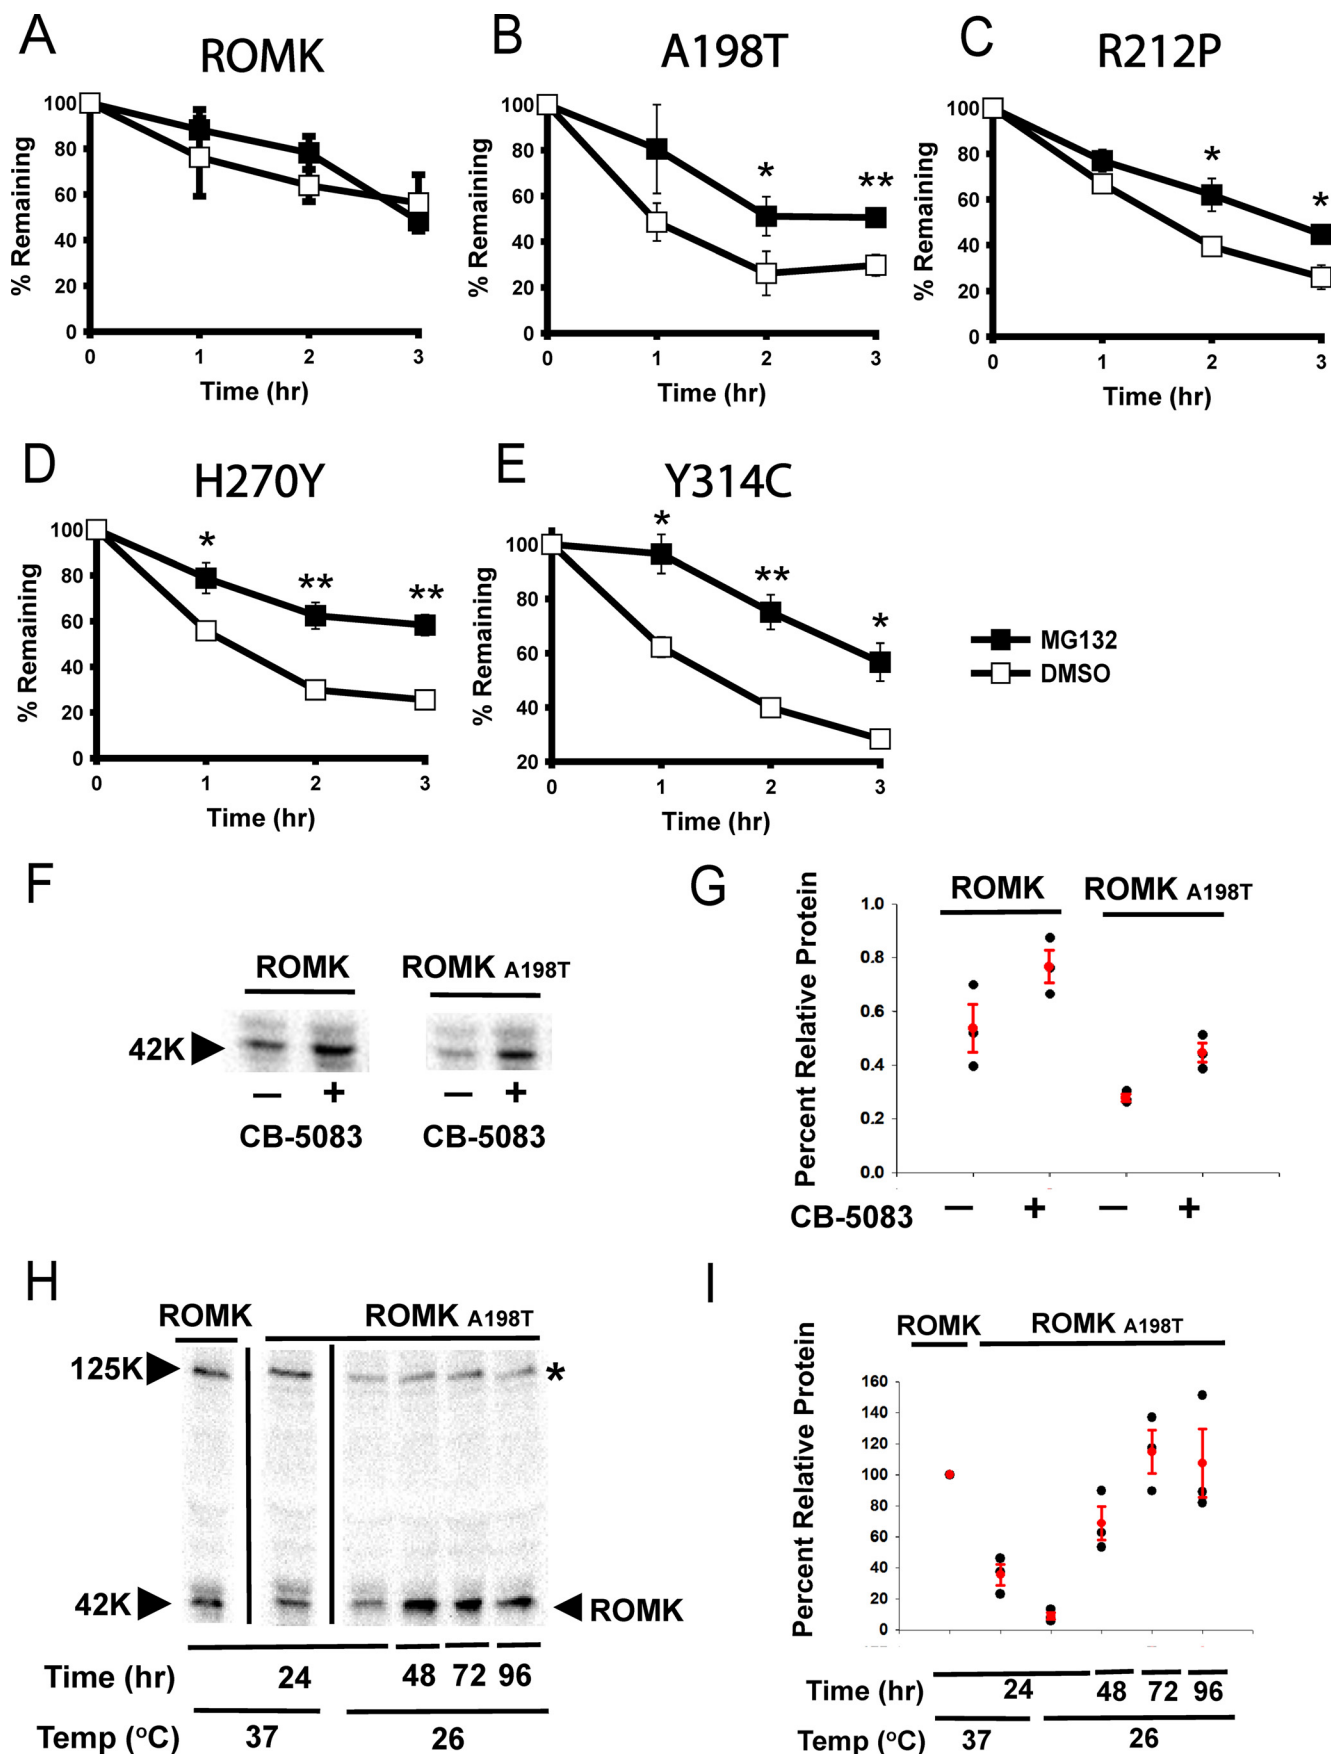 A
ROMK
% Remaining
100
80
60
40
20
0
0 1 2 3
Time (hr)
B
A198T
% Remaining
100
80
60
40
20
0
* **
0 1 2 3
Time (hr)
C
R212P
% Remaining
100
80
60
40
20
0
* *
0 1 2 3
Time (hr)
D
H270Y
% Remaining
100
80
60
40
20
0
* ** **
0 1 2 3
Time (hr)
E
Y314C
% Remaining
100
80
60
40
20
* ** *
0 1 2 3
Time (hr)
MG132
DMSO
F
ROMK ROMK A198T
42K
— + — +
CB-5083 CB-5083
G
ROMK ROMK A198T
Percent Relative Protein
1.0
0.8
0.6
0.4
0.2
0.0
CB-5083 — + — +
H
ROMK ROMK A198T
125K *
42K ROMK
Time (hr) 24 48 72 96
Temp (ºC) 37 26
I
ROMK ROMK A198T
Percent Relative Protein
160
140
120
100
80
60
40
20
0
Time (hr) 24 48 72 96
Temp (ºC) 37 26